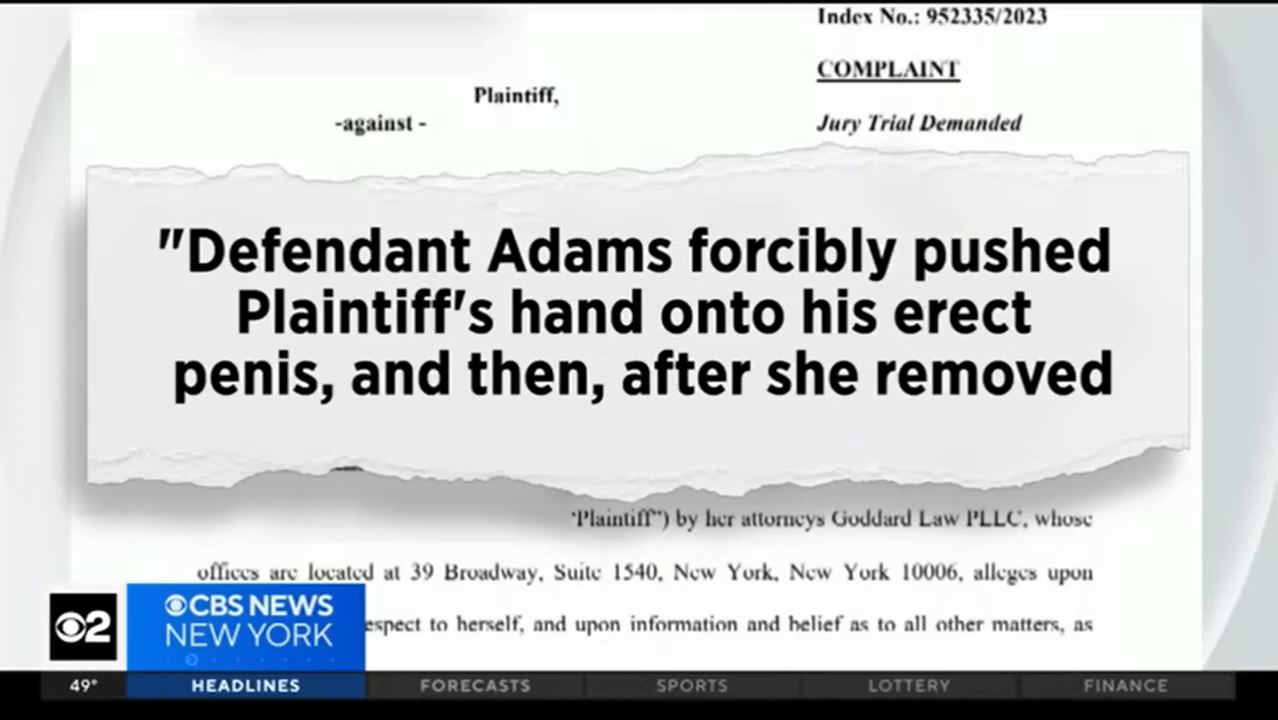 Index No.: 952335/2023
COMPLAINT
Plaintiff,
-against -
Jury Trial Demanded
"Defendant Adams forcibly pushed
Plaintiff's hand onto his erect
penis, and then, after she removed
"Plaintiff") by her attorneys Goddard Law PLLC, whose
offices are located at 39 Broadway, Suite 1540, New York, New York 10006, alleges upon
espect to herself, and upon information and belief as to all other matters, as
2
CBS NEWS
NEW YORK
49° HEADLINES FORECASTS SPORTS LOTTERY FINANCE